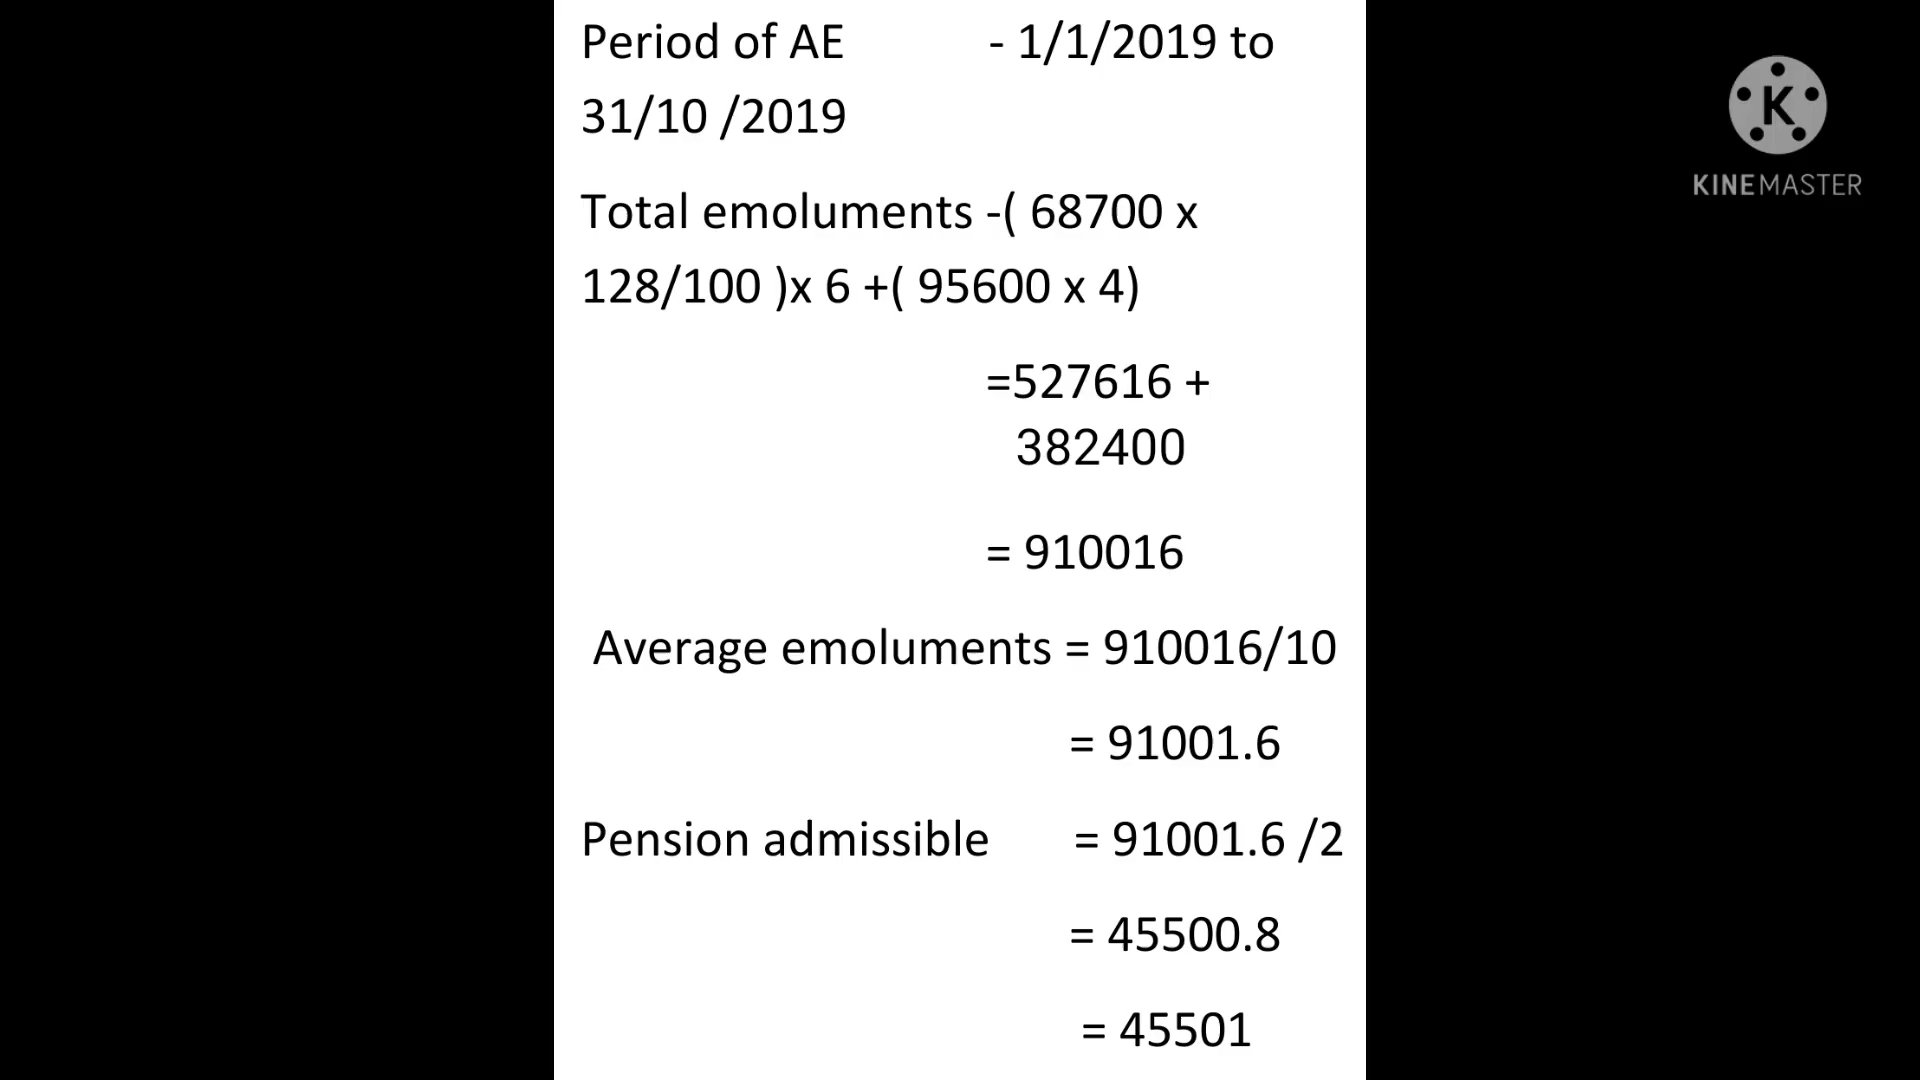 Period of AE - 1/1/2019 to
31/10 /2019
Total emoluments -( 68700 x
128/100 )x 6 +( 95600 x 4)
=527616 +
382400
= 910016
Average emoluments = 910016/10
= 91001.6
Pension admissible = 91001.6 /2
= 45500.8
= 45501
K
KINEMASTER